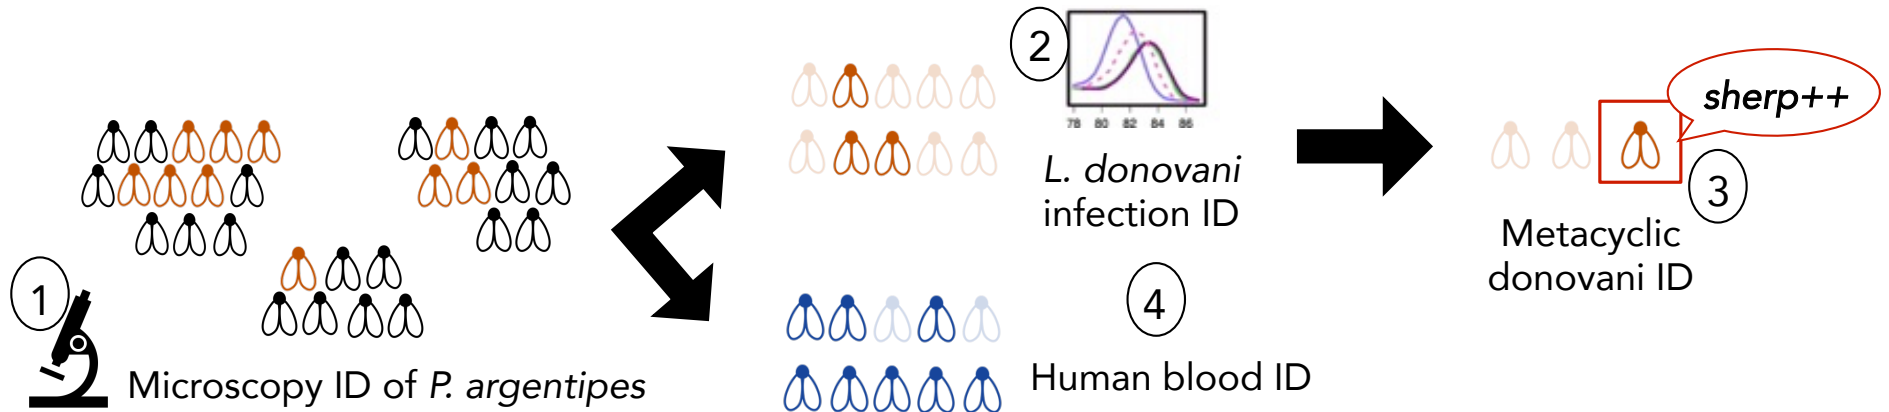 1
Microscopy ID of P. argentipes
2
78 80 82 84 86
L. donovani
infection ID
4
Human blood ID
sherp++
3
Metacyclic
donovani ID